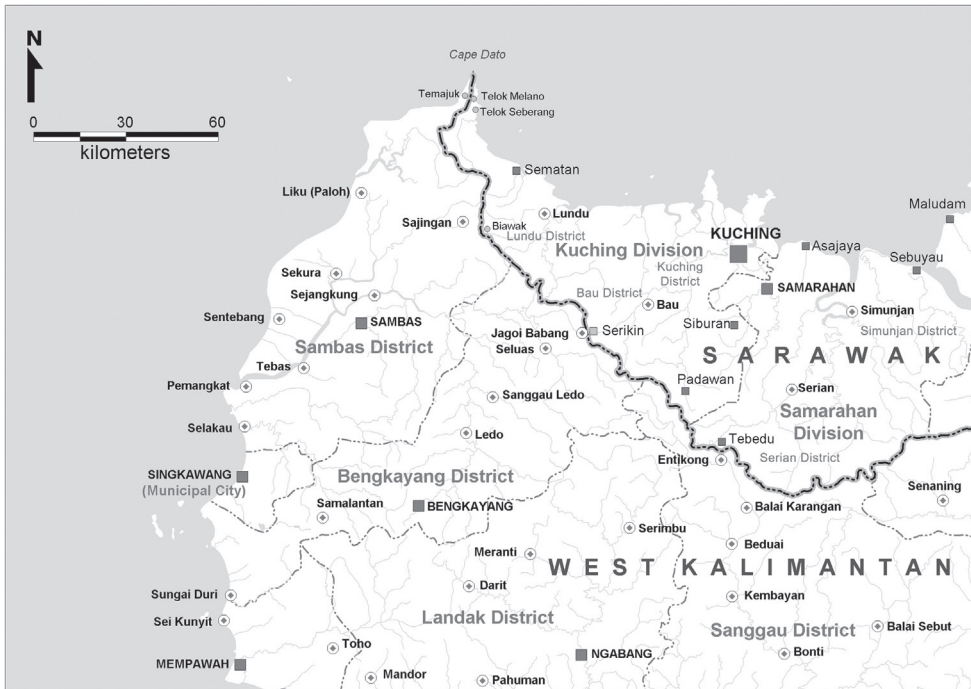 Cape Dato
N
Temajuk
Telok Melano
Telok Seberang
0 30 60
kilometers
Sematan
Liku (Paloh)
Maludam
Sajingan
Lundu
Biawak
Lundu District
KUCHING
Kuching Division
Asajaya
Sebuyau
Kuching
District
Sekura
SAMARAHAN
Sejangkung
Bau District
Bau
Simunjan
Sentebang
SAMBAS
Siburan
Simunjan District
Jagoi Babang
Serikin
Sambas District
Seluas
SARAWAK
Tebas
Pemangkat
Padawan
Serian
Sanggau Ledo
Samarahan
Division
Selakau
Ledo
Tebedu
Serian District
Entikong
SINGKAWANG
(Municipal City)
Bengkayang District
Senaning
Samalantan
BENGKAYANG
Balai Karangan
Serimbu
Meranti
Beduai
WEST KALIMANTAN
Darit
Sungai Duri
Kembayan
Sei Kunyit
Landak District
Sanggau District
Balai Sebut
Toho
NGABANG
Bonti
MEMPAWAH
Mandor
Pahuman